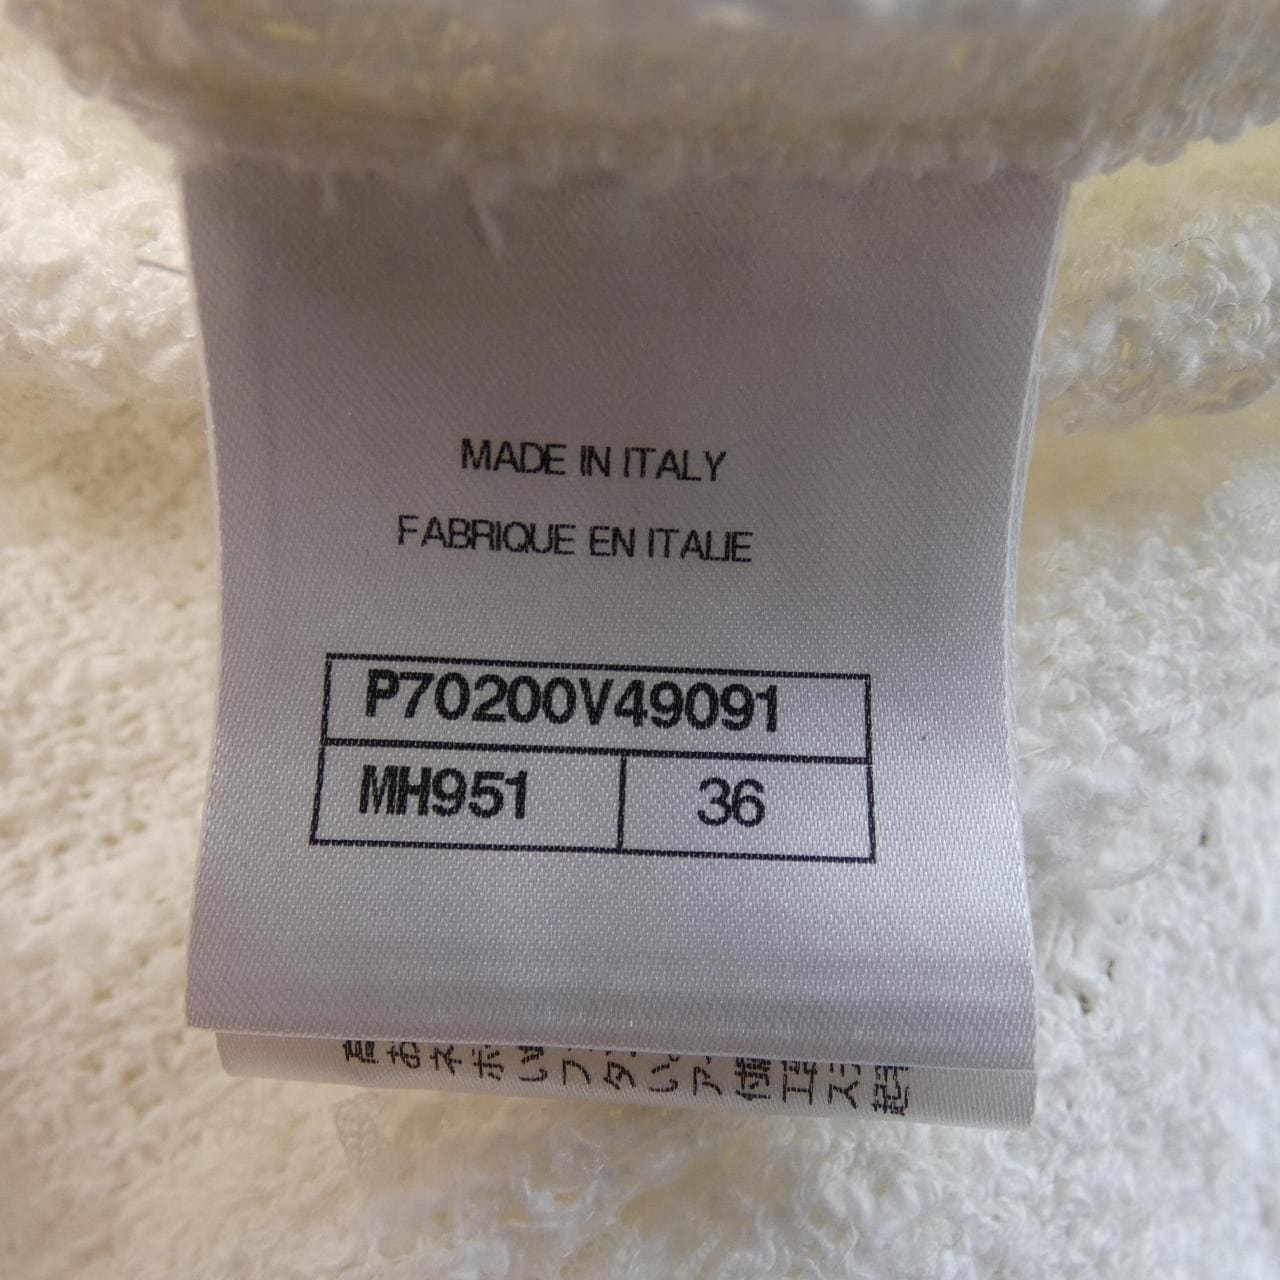 MADE IN ITALY
FABRIQUE EN ITALIE
P70200V49091
MH951
36